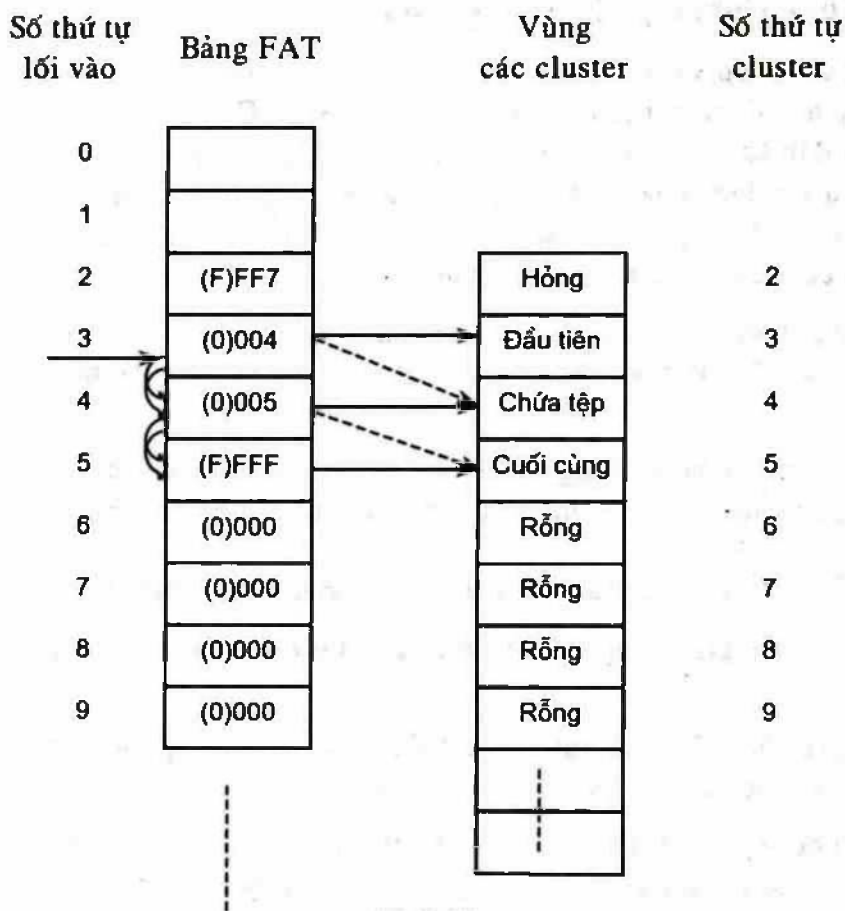 Số thứ tự lối vào
Bảng FAT
Vùng các cluster
Số thứ tự cluster
0
1
2 (F)FF7 Hỏng 2
3 (0)004 Đầu tiên 3
4 (0)005 Chứa tệp 4
5 (F)FFF Cuối cùng 5
6 (0)000 Rỗng 6
7 (0)000 Rỗng 7
8 (0)000 Rỗng 8
9 (0)000 Rỗng 9